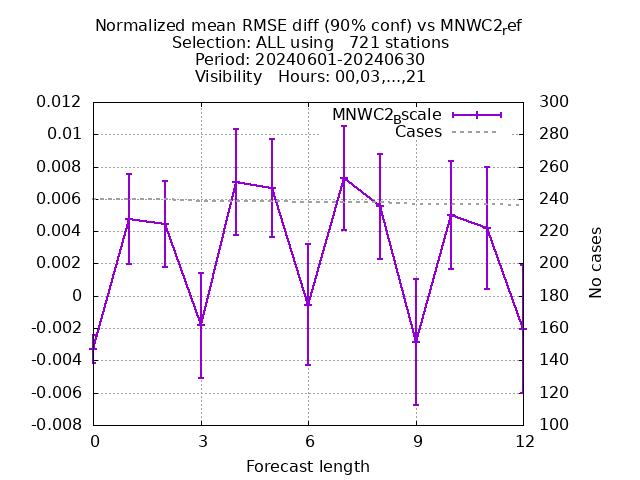 Normalized mean RMSE diff (90% conf) vs MNWC2ref
Selection: ALL using   721 stations
Period: 20240601-20240630
Visibility   Hours: 00,03,...,21
MNWC2Bscale
Cases
0.012
0.01
0.008
0.006
0.004
0.002
0
-0.002
-0.004
-0.006
-0.008
300
280
260
240
220
200
180
160
140
120
100
No cases
0 3 6 9 12
Forecast length